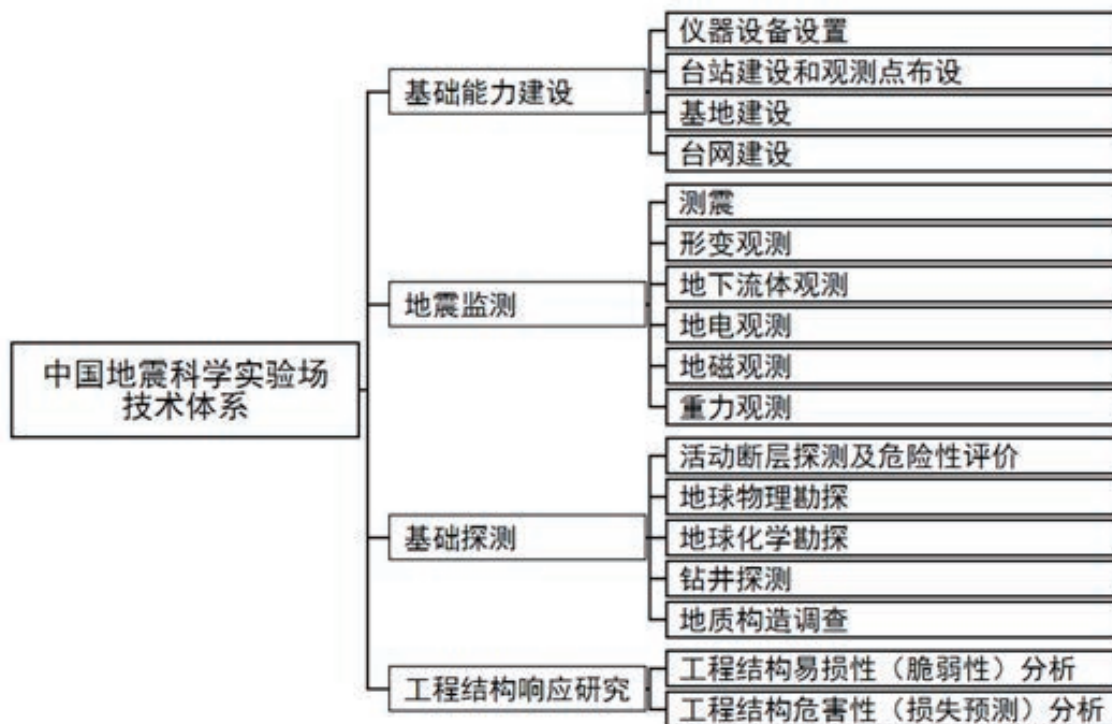 中国地震科学实验场
技术体系
基础能力建设
仪器设备设置
台站建设和观测点布设
基地建设
台网建设
地震监测
测震
形变观测
地下流体观测
地电观测
地磁观测
重力观测
基础探测
活动断层探测及危险性评价
地球物理勘探
地球化学勘探
钻井探测
地质构造调查
工程结构响应研究
工程结构易损性（脆弱性）分析
工程结构危害性（损失预测）分析